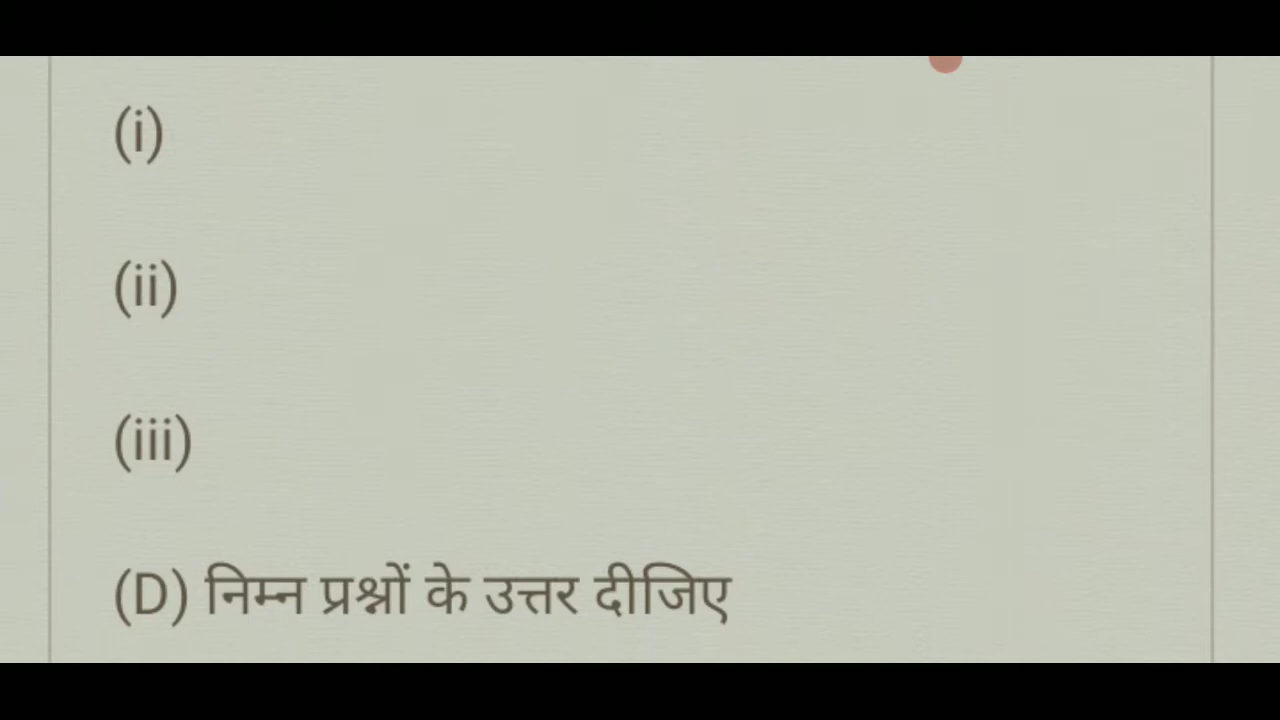 (i)
(ii)
(iii)
(D) निम्न प्रश्नों के उत्तर दीजिए